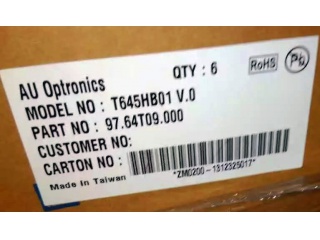 AU Optronics QTY : 6 RoHS Pb
MODEL NO : T645HB01 V.0
PART NO : 97.64T09.000
CUSTOMER NO:
CARTON NO :
"ZM0200-1312325017"
Made In Taiwan